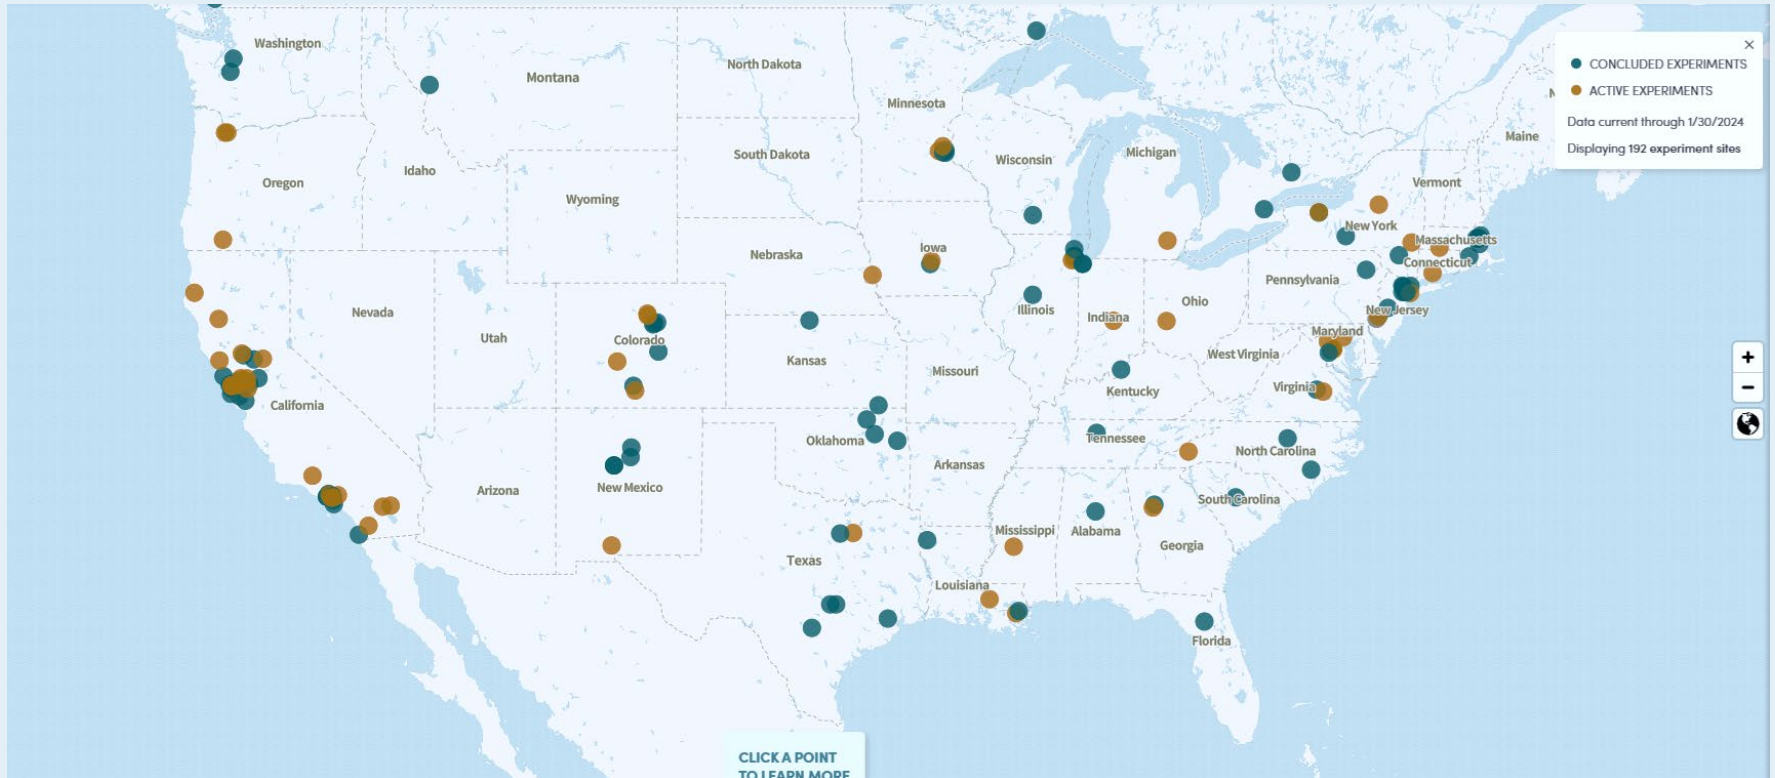 Washington
Montana
North Dakota
Minnesota
CONCLUDED EXPERIMENTS
ACTIVE EXPERIMENTS
Data current through 1/30/2024
Displaying 192 experiment sites
N
Maine
South Dakota
Wisconsin
Michigan
Idaho
Oregon
Vermont
Wyoming
New York
Massachusetts
Iowa
Nebraska
Connecticut
Pennsylvania
Ohio
Nevada
Illinois
New Jersey
Indiana
Utah
Colorado
Maryland
West Virginia
Kansas
Missouri
Virginia
Kentucky
California
Tennessee
Oklahoma
North Carolina
Arkansas
Arizona
New Mexico
South Carolina
Mississippi
Alabama
Georgia
Texas
Louisiana
Florida
CLICK A POINT
TO LEARN MORE